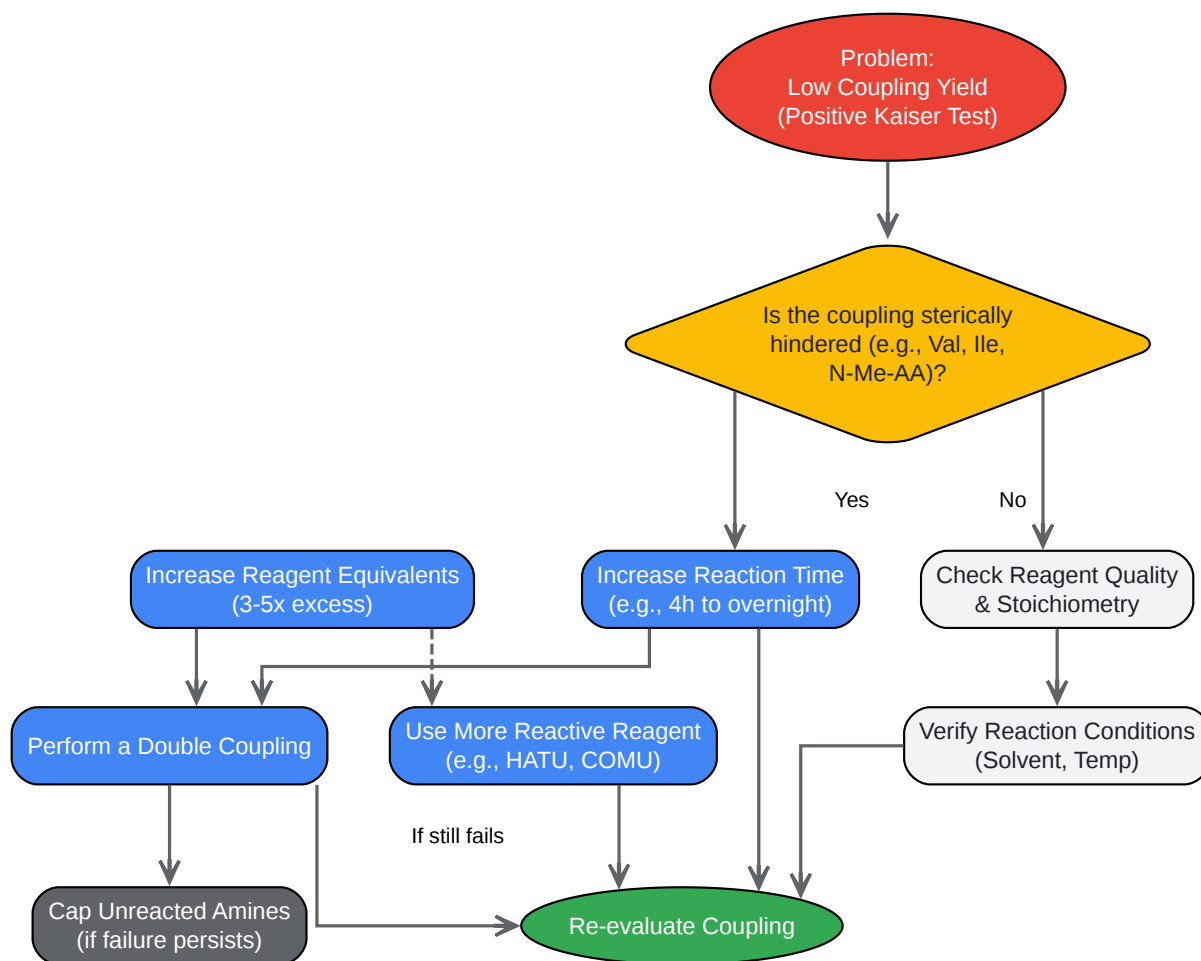 Problem:
Low Coupling Yield
(Positive Kaiser Test)
Is the coupling sterically
hindered (e.g., Val, Ile,
N-Me-AA)?
Yes
No
Increase Reagent Equivalents
(3-5x excess)
Increase Reaction Time
(e.g., 4h to overnight)
Check Reagent Quality
& Stoichiometry
Perform a Double Coupling
Use More Reactive Reagent
(e.g., HATU, COMU)
Verify Reaction Conditions
(Solvent, Temp)
If still fails
Cap Unreacted Amines
(if failure persists)
Re-evaluate Coupling